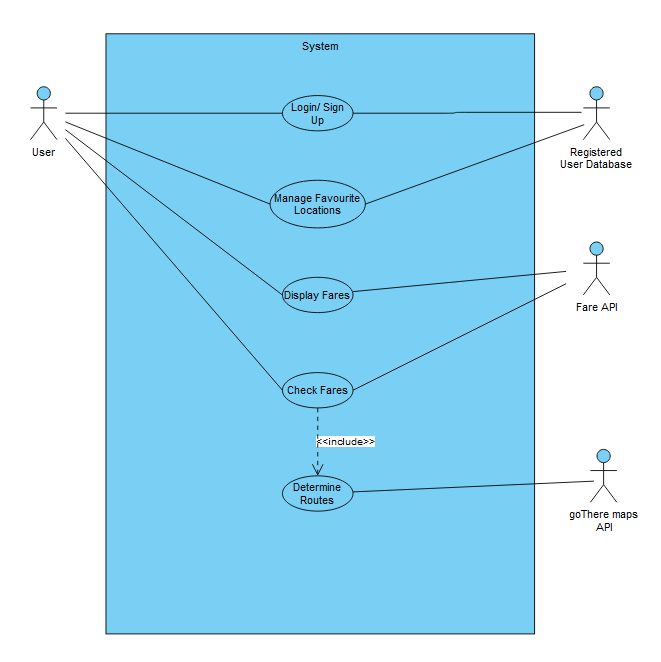 System
Login/ Sign
Up
User
Registered
User Database
Manage Favourite
Locations
Display Fares
Fare API
Check Fares
<<include>>
Determine
Routes
goThere maps
API